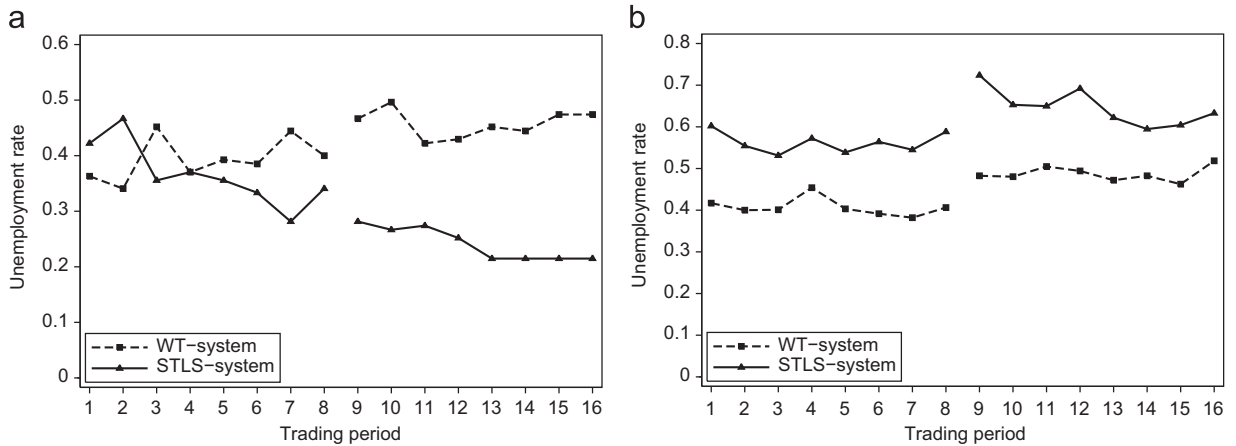 a
0.6
0.5
0.4
0.3
0.2
0.1
0
Unemployment rate
WT−system
STLS−system
1 2 3 4 5 6 7 8 9 10 11 12 13 14 15 16
Trading period
b
0.8
0.7
0.6
0.5
0.4
0.3
0.2
0.1
0
Unemployment rate
WT−system
STLS−system
1 2 3 4 5 6 7 8 9 10 11 12 13 14 15 16
Trading period